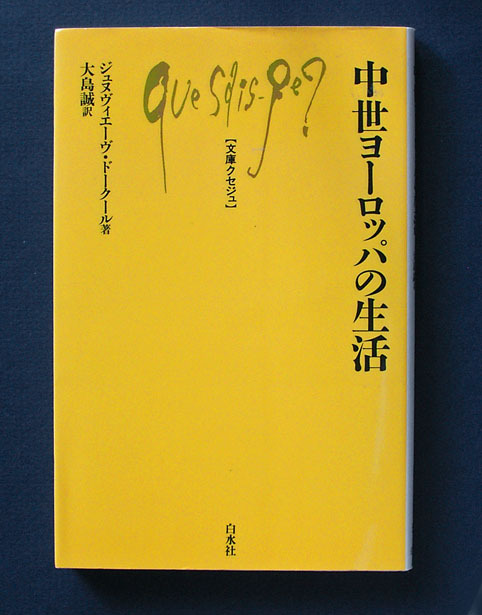 中世ヨーロッパの生活
Que sais-je?
【文庫クセジュ】
ジュヌヴィエーヴ・ドークール著
大島誠訳
白水社